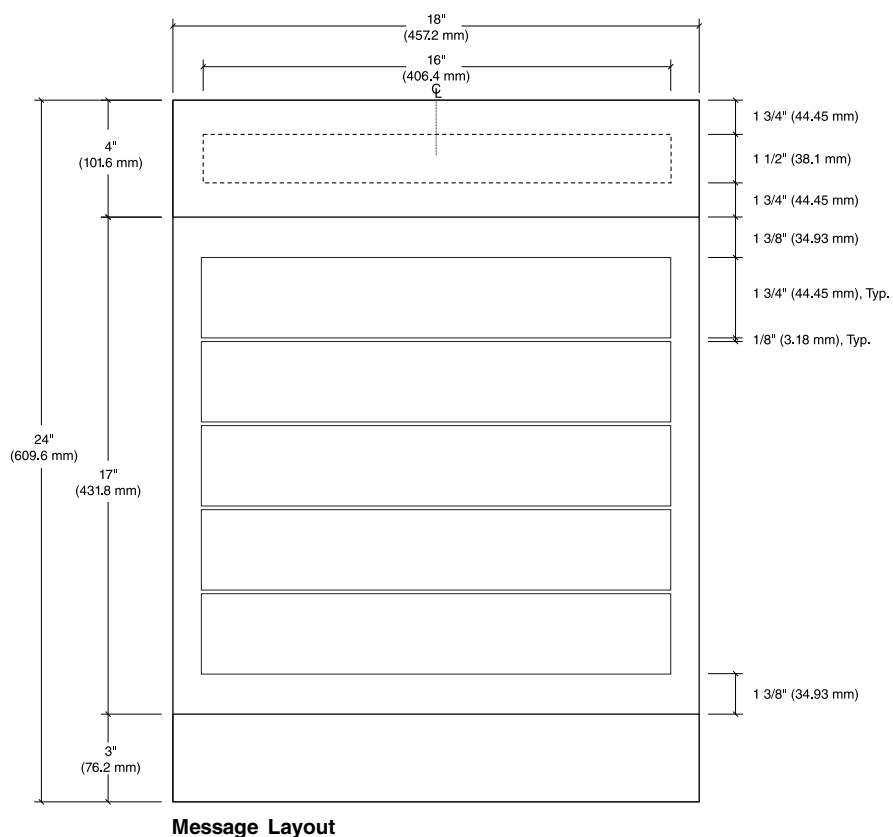 18"
(457.2 mm)
16"
(406.4 mm)
℄
1 3/4" (44.45 mm)
4"
(101.6 mm)
1 1/2" (38.1 mm)
1 3/4" (44.45 mm)
1 3/8" (34.93 mm)
1 3/4" (44.45 mm), Typ.
1/8" (3.18 mm), Typ.
24"
(609.6 mm)
17"
(431.8 mm)
1 3/8" (34.93 mm)
3"
(76.2 mm)
Message Layout